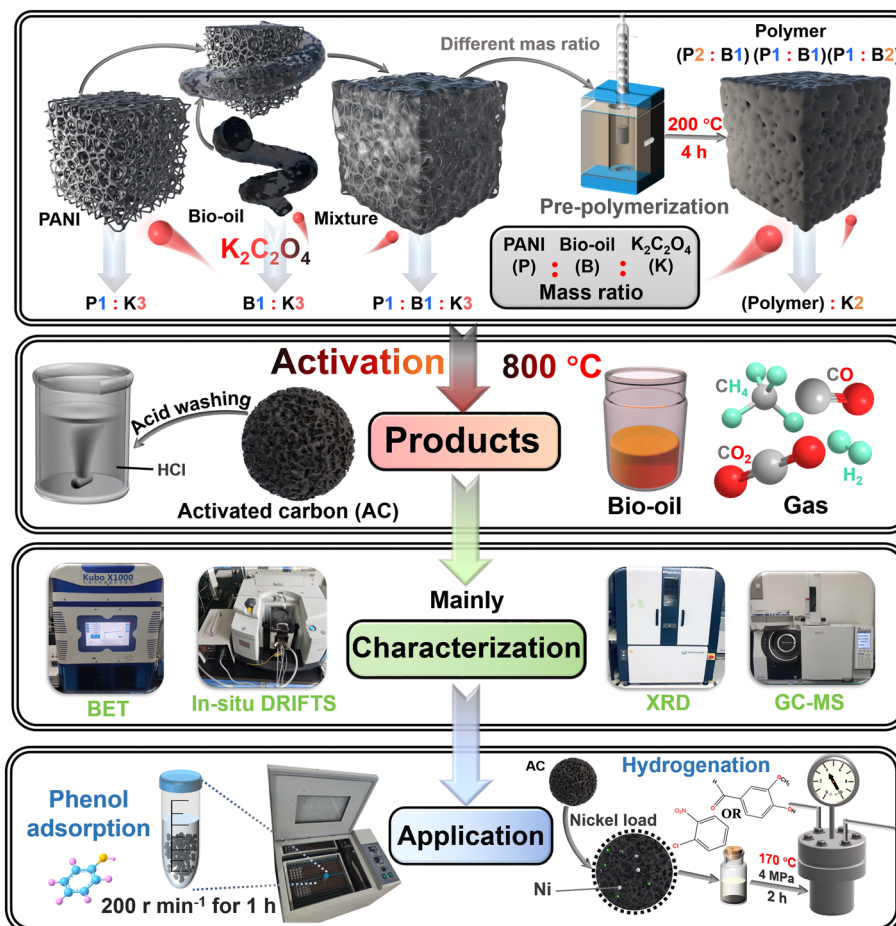 Polymer
Different mas ratio
(P2 : B1) (P1 : B1)(P1 : B2)
200 °C
4 h
PANI
Bio-oil
Mixture
Pre-polymerization
K2C2O4
PANI Bio-oil K2C2O4
(P) : (B) : (K)
Mass ratio
P1 : K3
B1 : K3
P1 : B1 : K3
(Polymer) : K2
Activation
800 °C
Acid washing
HCl
Activated carbon (AC)
Products
Bio-oil
CH4
CO
CO2
H2
Gas
Kubo X1000
Mainly
Characterization
BET
In-situ DRIFTS
XRD
GC-MS
Phenol
adsorption
200 r min-1 for 1 h
Application
AC
Hydrogenation
Nickel load
Ni
NO2
Cl
OR
H
O
OCH3
OH
170 °C
4 MPa
2 h